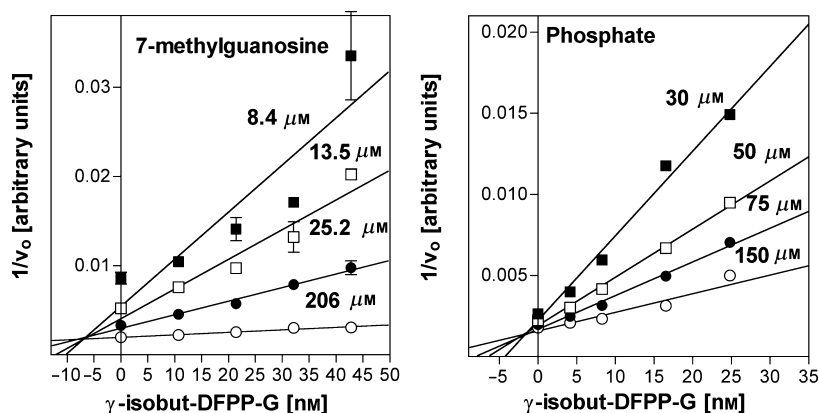 7-methylguanosine
1/vo [arbitrary units]
0.03
0.02
0.01
8.4 μM
13.5 μM
25.2 μM
206 μM
−10 −5 0 5 10 15 20 25 30 35 40 45 50
γ-isobut-DFPP-G [nM]
Phosphate
1/vo [arbitrary units]
0.020
0.015
0.010
0.005
30 μM
50 μM
75 μM
150 μM
−5 0 5 10 15 20 25 30 35
γ-isobut-DFPP-G [nM]